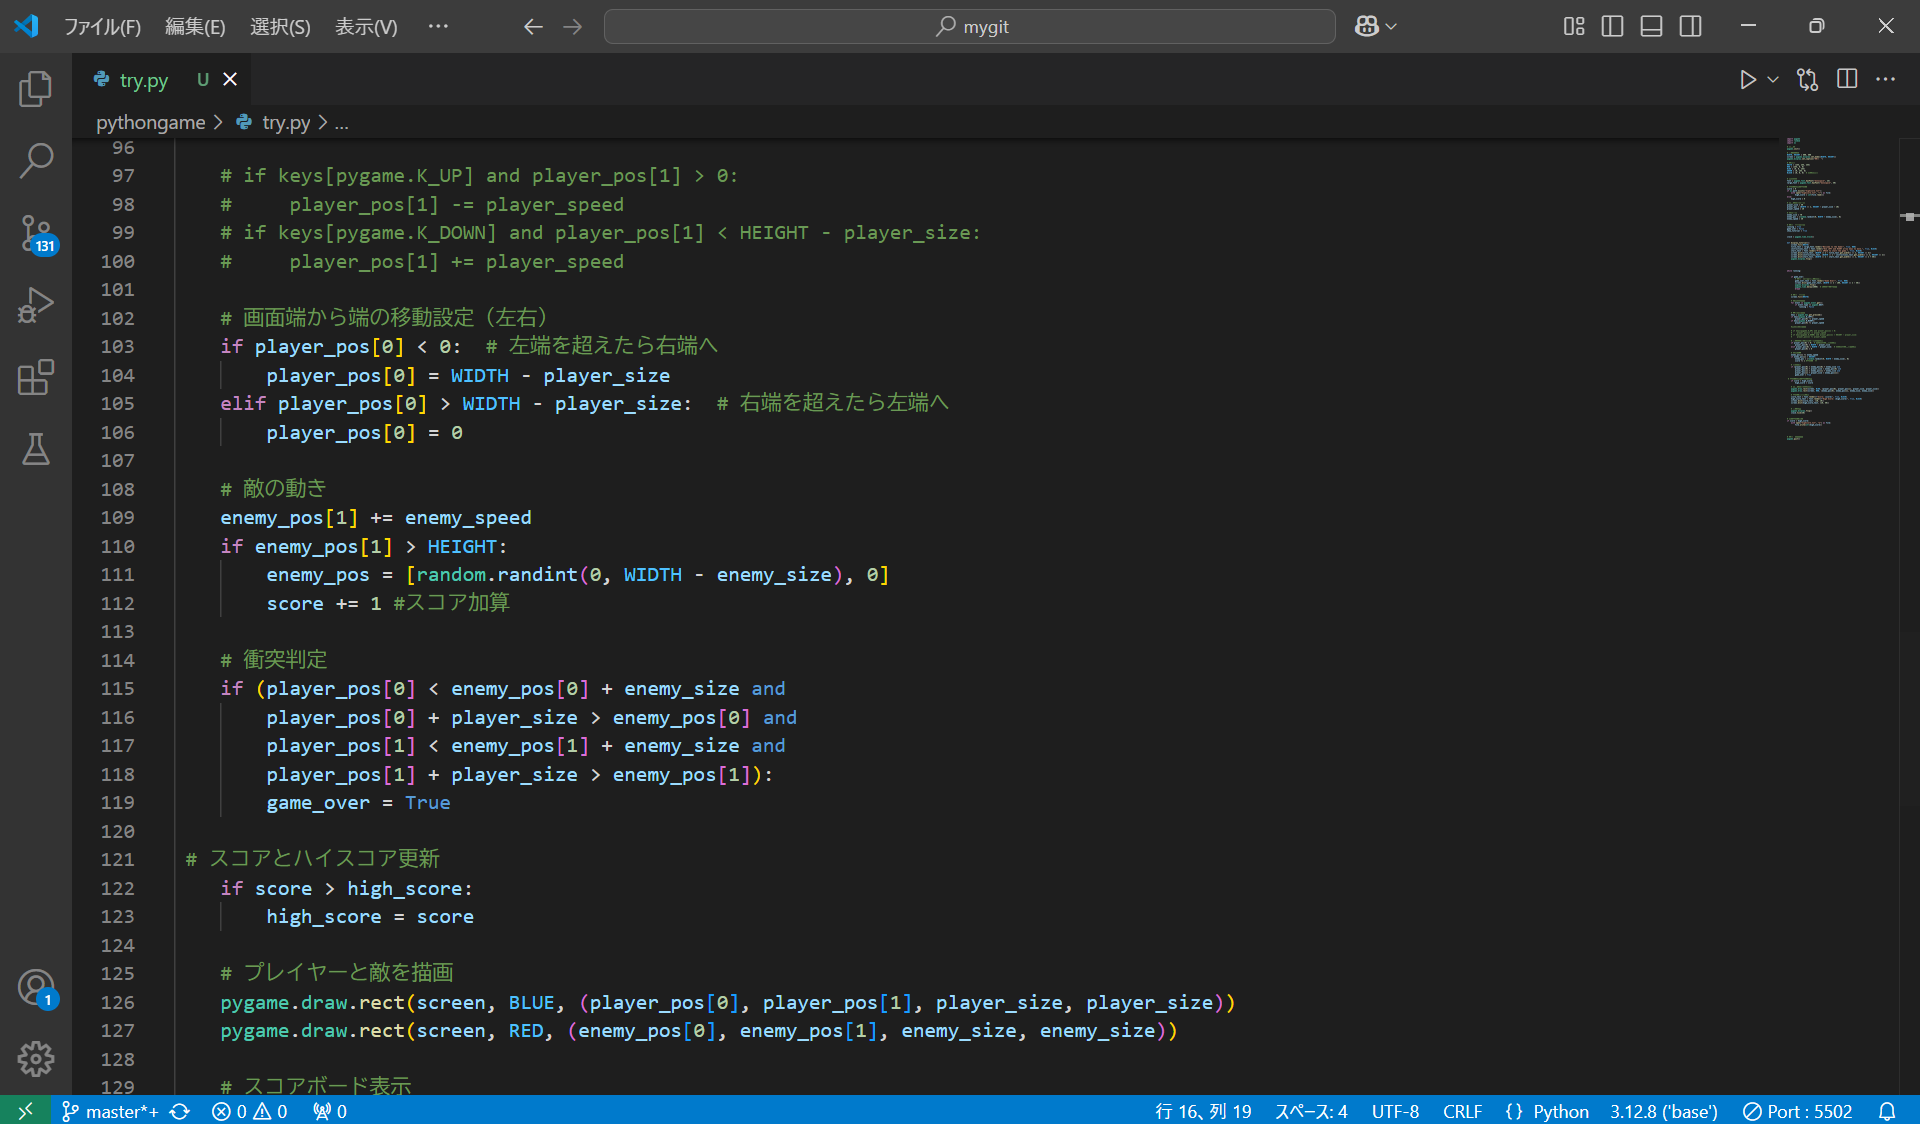 ファイル(F) 編集(E) 選択(S) 表示(V) ··· mygit
try.py U
pythongame > try.py > ...
96
97 # if keys[pygame.K_UP] and player_pos[1] > 0:
98 #     player_pos[1] -= player_speed
99 # if keys[pygame.K_DOWN] and player_pos[1] < HEIGHT - player_size:
100 #     player_pos[1] += player_speed
101
102 # 画面端から端の移動設定（左右）
103 if player_pos[0] < 0:  # 左端を超えたら右端へ
104     player_pos[0] = WIDTH - player_size
105 elif player_pos[0] > WIDTH - player_size:  # 右端を超えたら左端へ
106     player_pos[0] = 0
107
108 # 敵の動き
109 enemy_pos[1] += enemy_speed
110 if enemy_pos[1] > HEIGHT:
111     enemy_pos = [random.randint(0, WIDTH - enemy_size), 0]
112     score += 1 #スコア加算
113
114 # 衝突判定
115 if (player_pos[0] < enemy_pos[0] + enemy_size and
116     player_pos[0] + player_size > enemy_pos[0] and
117     player_pos[1] < enemy_pos[1] + enemy_size and
118     player_pos[1] + player_size > enemy_pos[1]):
119     game_over = True
120
121 # スコアとハイスコア更新
122 if score > high_score:
123     high_score = score
124
125 # プレイヤーと敵を描画
126 pygame.draw.rect(screen, BLUE, (player_pos[0], player_pos[1], player_size, player_size))
127 pygame.draw.rect(screen, RED, (enemy_pos[0], enemy_pos[1], enemy_size, enemy_size))
128
129 # スコアボード表示
131
1
master*+ 0 0 0 行 16、列 19 スペース: 4 UTF-8 CRLF {} Python 3.12.8 ('base') Port : 5502